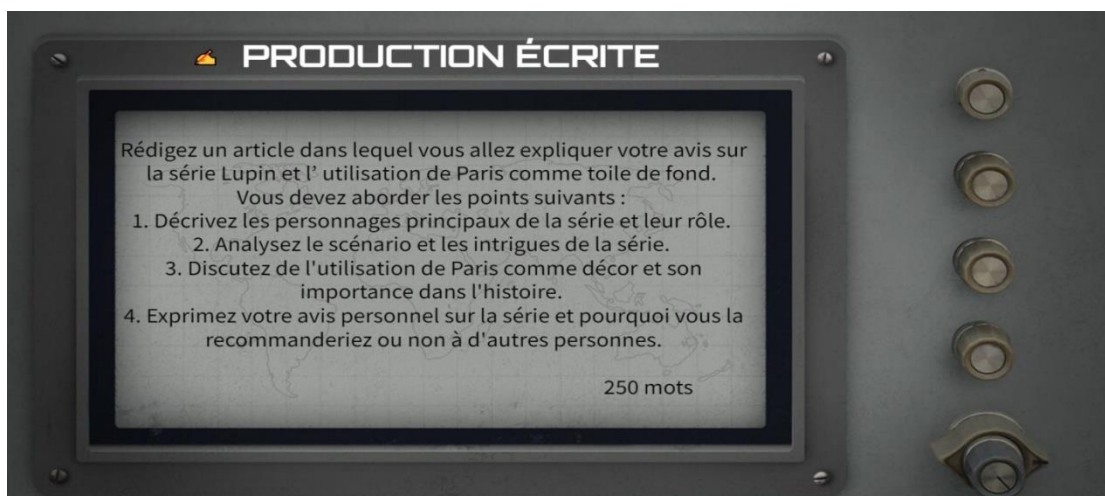 ✍ PRODUCTION ÉCRITE
Rédigez un article dans lequel vous allez expliquer votre avis sur
la série Lupin et l’ utilisation de Paris comme toile de fond.
Vous devez aborder les points suivants :
1. Décrivez les personnages principaux de la série et leur rôle.
2. Analysez le scénario et les intrigues de la série.
3. Discutez de l'utilisation de Paris comme décor et son
importance dans l'histoire.
4. Exprimez votre avis personnel sur la série et pourquoi vous la
recommanderiez ou non à d'autres personnes.
250 mots